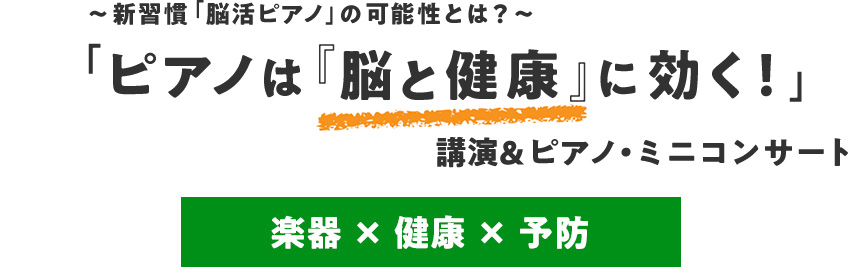 ～新習慣「脳活ピアノ」の可能性とは？～
「ピアノは『脳と健康』に効く！」
講演&ピアノ・ミニコンサート
楽器 × 健康 × 予防